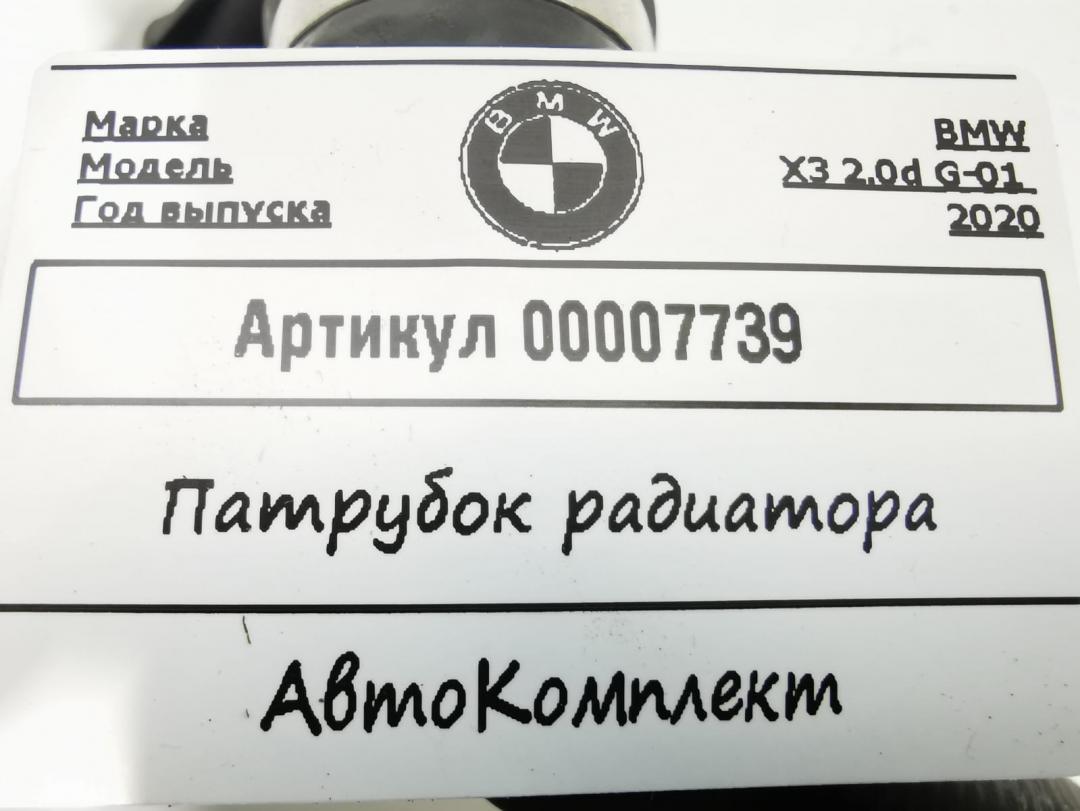 Марка
BMW
BMW
Модель
X3 2.0d G-01
Год выпуска
2020
Артикул 00007739
Патрубок радиатора
АвтоКомплект